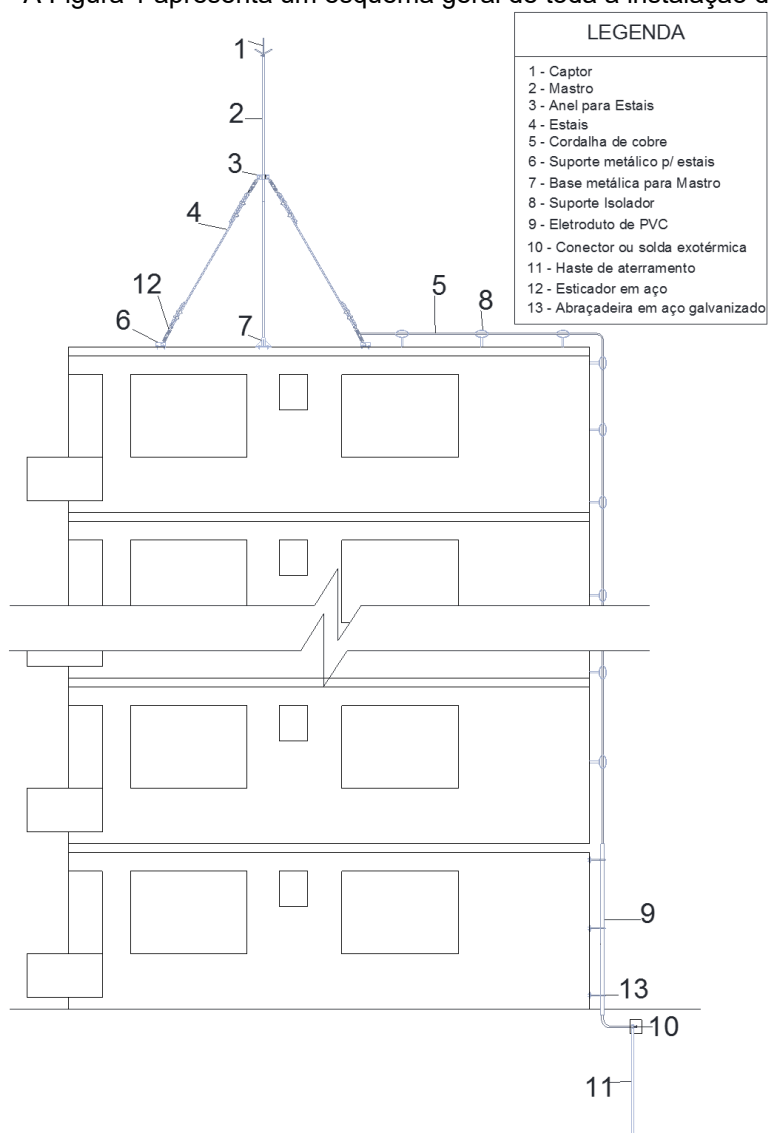 A Figura 1 apresenta um esquema geral de toda a instalação d
LEGENDA
1 - Captor
2 - Mastro
3 - Anel para Estais
4 - Estais
5 - Cordalha de cobre
6 - Suporte metálico p/ estais
7 - Base metálica para Mastro
8 - Suporte Isolador
9 - Eletroduto de PVC
10 - Conector ou solda exotérmica
11 - Haste de aterramento
12 - Esticador em aço
13 - Abraçadeira em aço galvanizado
1
2
3
4
12
6
7
5
8
9
13
10
11